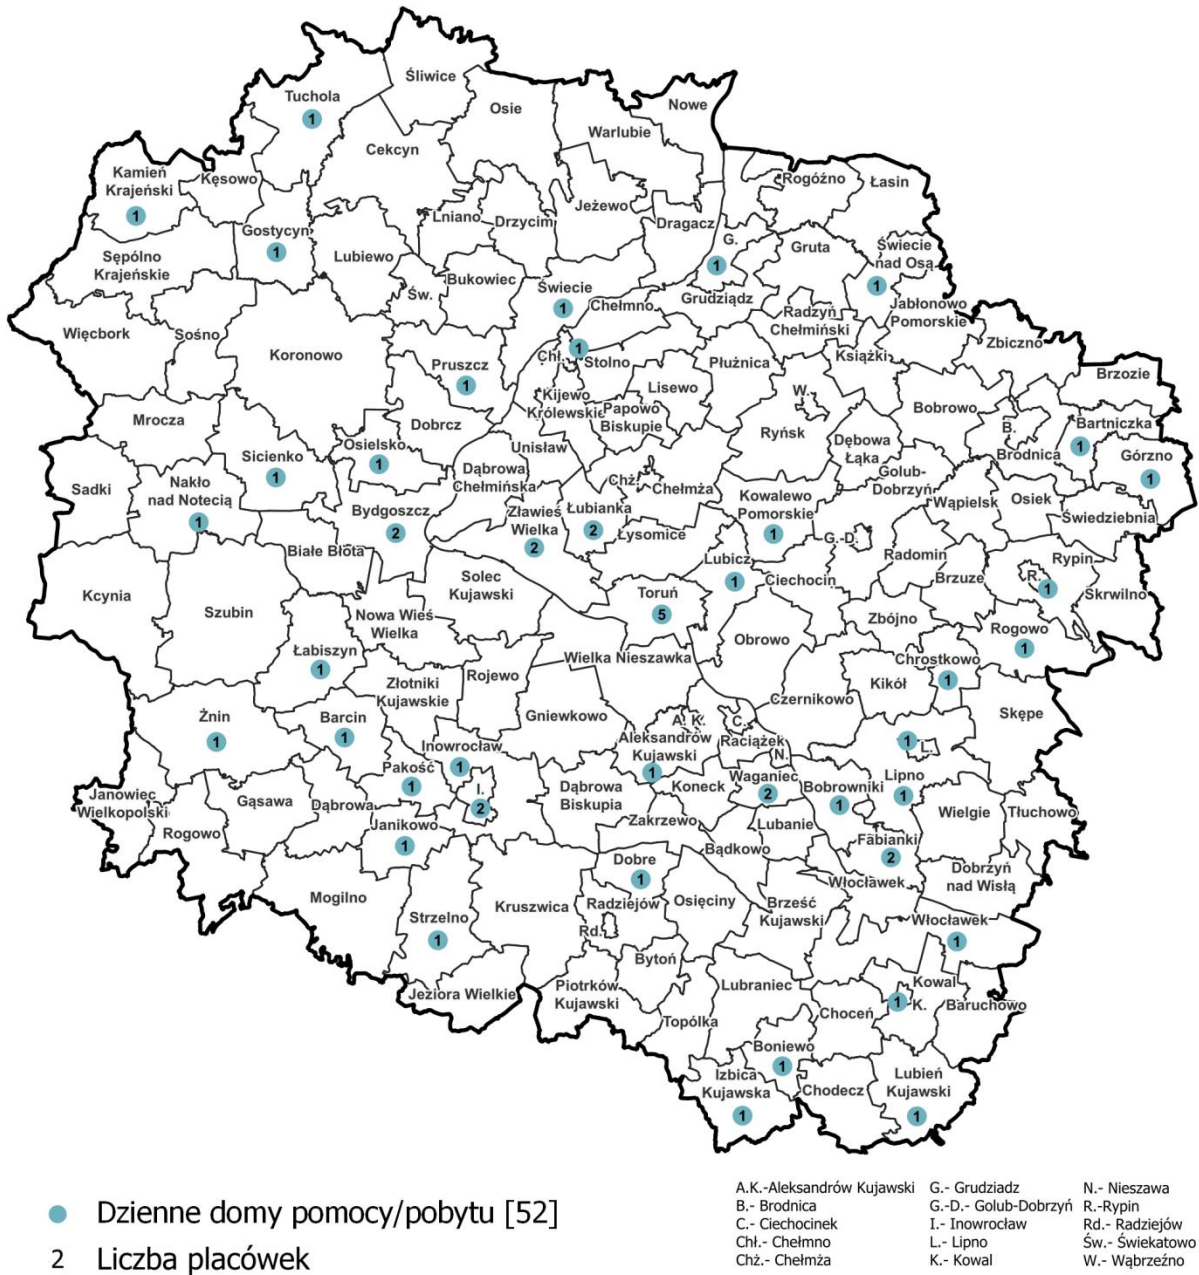 Śliwice
Tuchola
1
Osie
Nowe
Warlubie
Cekcyn
Kamień
Krajeński
1
Kęsowo
Rogóźno
Łasin
Jeżewo
Lniano
Drzycim
Dragacz
Gostycyn
1
G.
1
Gruta
Świecie
nad Osą
1
Sępólno
Krajeńskie
Lubiewo
Bukowiec
Św.
Świecie
1
Chełmno
Grudziądz
Radzyń
Chełmiński
Jabłonowo
Pomorskie
Więcbork
Sośno
Koronowo
Zbiczno
Chł.
1
Stolno
Płużnica
Książki
Pruszcz
1
Brzozie
Lisewo
W.
Kijewo
Królewskie
Papowo
Biskupie
Bobrowo
Mrocza
Dobrcz
B.
Bartniczka
1
Ryńsk
Dębowa
Łąka
Brodnica
Osielsko
1
Unisław
Sicienko
1
Górzno
1
Dąbrowa
Chełmińska
Golub-
Dobrzyń
Sadki
Nakło
nad Notecią
1
Chż.
Chełmża
Kowalewo
Pomorskie
1
Wąpielsk
Osiek
Świedziebnia
Bydgoszcz
2
Zławieś
Wielka
2
Łubianka
2
Łysomice
G.-D.
Białe Błota
Lubicz
1
Ciechocin
Radomin
Rypin
R.
1
Brzuze
Skrwilno
Kcynia
Solec
Kujawski
Toruń
5
Szubin
Nowa Wieś
Wielka
Zbójno
Rogowo
1
Obrowo
Łabiszyn
1
Wielka Nieszawka
Chrostkowo
1
Złotniki
Kujawskie
Rojewo
Kikół
Czernikowo
Skępe
Żnin
1
Barcin
1
Gniewkowo
A. K.
C.
Aleksandrów
Kujawski
1
Raciążek
N.
1
L.
Inowrocław
1
Pakość
1
I.
2
Dąbrowa
Biskupia
Koneck
Waganiec
2
Bobrowniki
1
Lipno
1
Janowiec
Wielkopolski
Gąsawa
Dąbrowa
Wielgie
Tłuchowo
Rogowo
Janikowo
1
Zakrzewo
Lubanie
Bądkowo
Fabianki
2
Dobre
1
Włocławek
Dobrzyń
nad Wisłą
Mogilno
Strzelno
1
Kruszwica
Radziejów
Osięciny
Brześć
Kujawski
Rd.
Włocławek
1
Bytoń
Jeziora Wielkie
Piotrków
Kujawski
Lubraniec
Kowal
1
K.
Baruchowo
Choceń
Topólka
Boniewo
1
Izbica
Kujawska
1
Chodecz
Lubień
Kujawski
1
Dzienne domy pomocy/pobytu [52]
2 Liczba placówek
A.K.-Aleksandrów Kujawski
B.- Brodnica
C.- Ciechocinek
Chł.- Chełmno
Chż.- Chełmża
G.- Grudziadz
G.-D.- Golub-Dobrzyń
I.- Inowrocław
L.- Lipno
K.- Kowal
N.- Nieszawa
R.-Rypin
Rd.- Radziejów
Św.- Świekatowo
W.- Wąbrzeźno